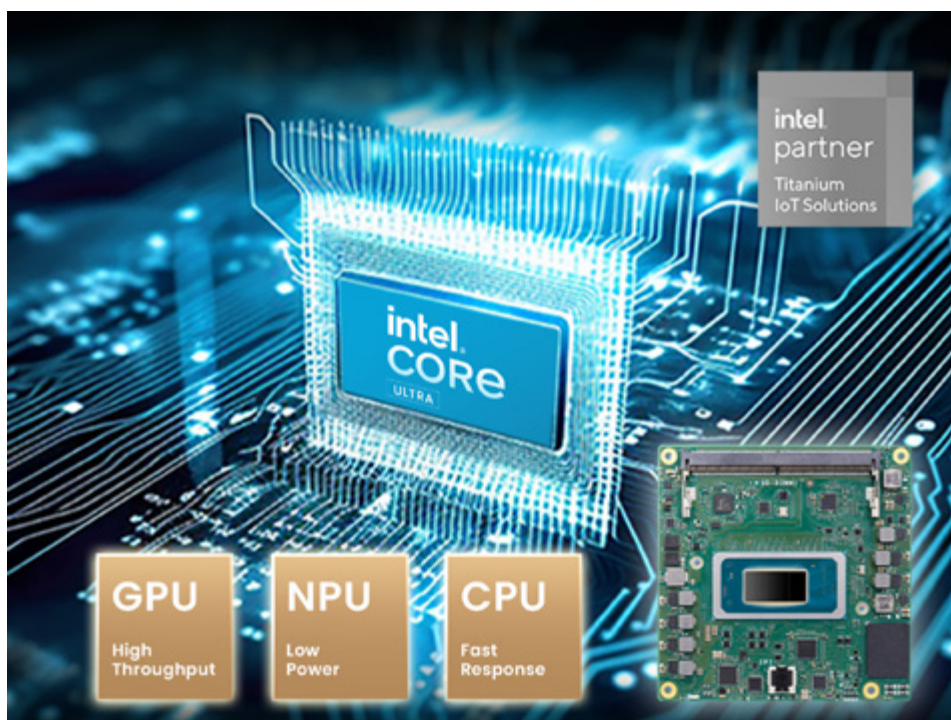 intel.
partner
Titanium
IoT Solutions
intel.
CORE
ULTRA
GPU
High
Throughput
NPU
Low
Power
CPU
Fast
Response